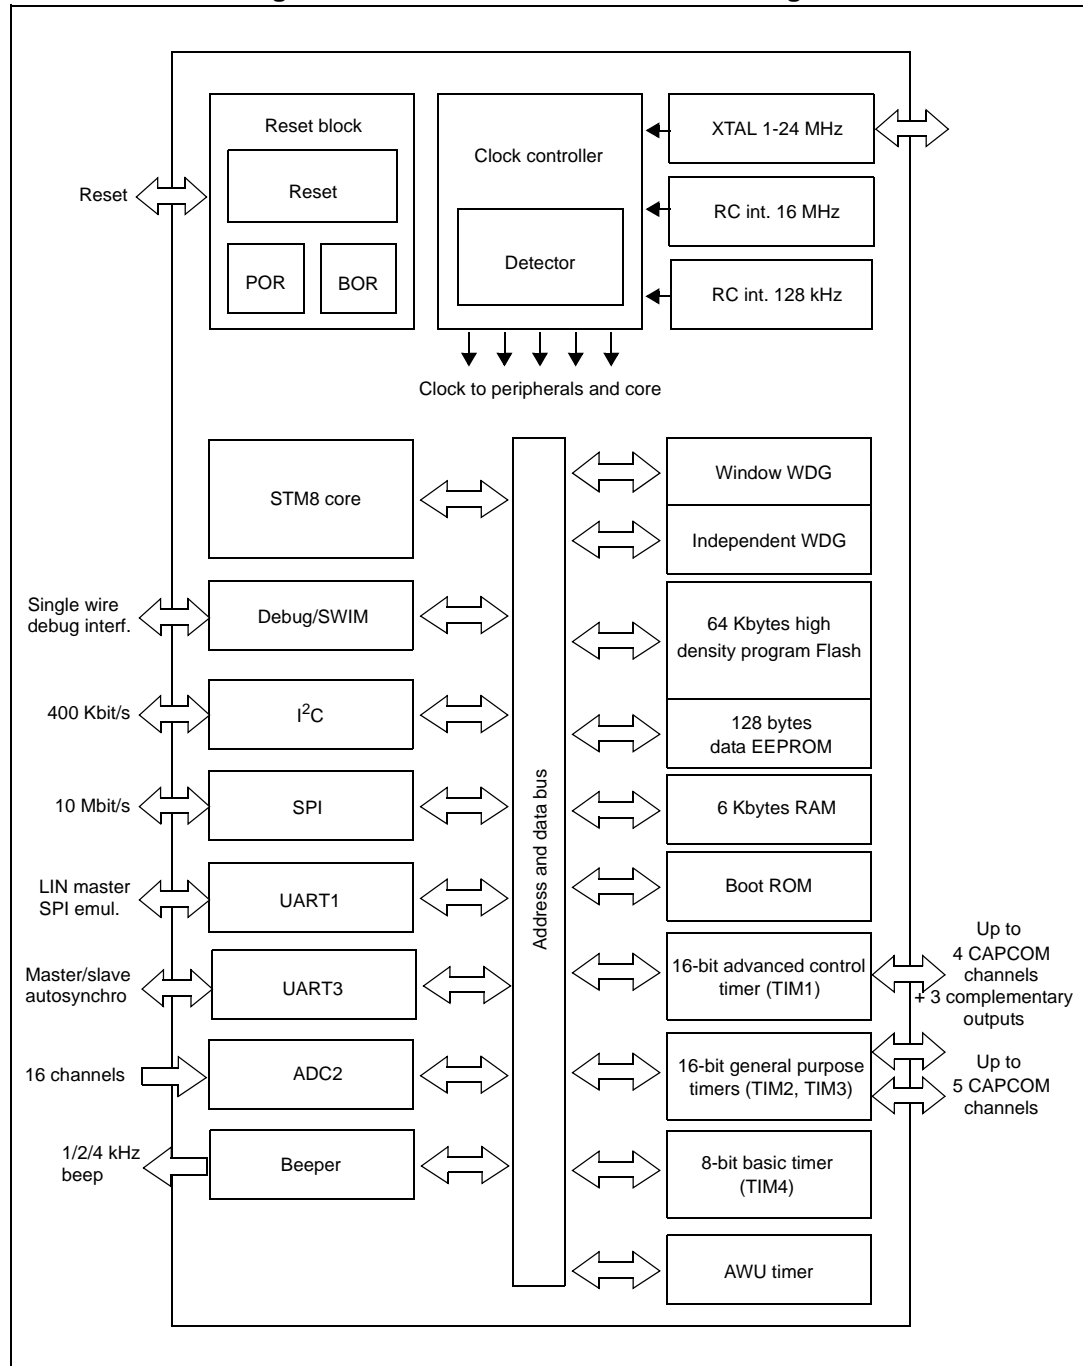 Reset block
Reset
POR
BOR
Reset
Clock controller
Detector
XTAL 1-24 MHz
RC int. 16 MHz
RC int. 128 kHz
Clock to peripherals and core
STM8 core
Single wire
debug interf.
Debug/SWIM
400 Kbit/s
I²C
10 Mbit/s
SPI
LIN master
SPI emul.
UART1
Master/slave
autosynchro
UART3
16 channels
ADC2
1/2/4 kHz
beep
Beeper
Address and data bus
Window WDG
Independent WDG
64 Kbytes high
density program Flash
128 bytes
data EEPROM
6 Kbytes RAM
Boot ROM
16-bit advanced control
timer (TIM1)
Up to
4 CAPCOM
channels
+ 3 complementary
outputs
16-bit general purpose
timers (TIM2, TIM3)
Up to
5 CAPCOM
channels
8-bit basic timer
(TIM4)
AWU timer